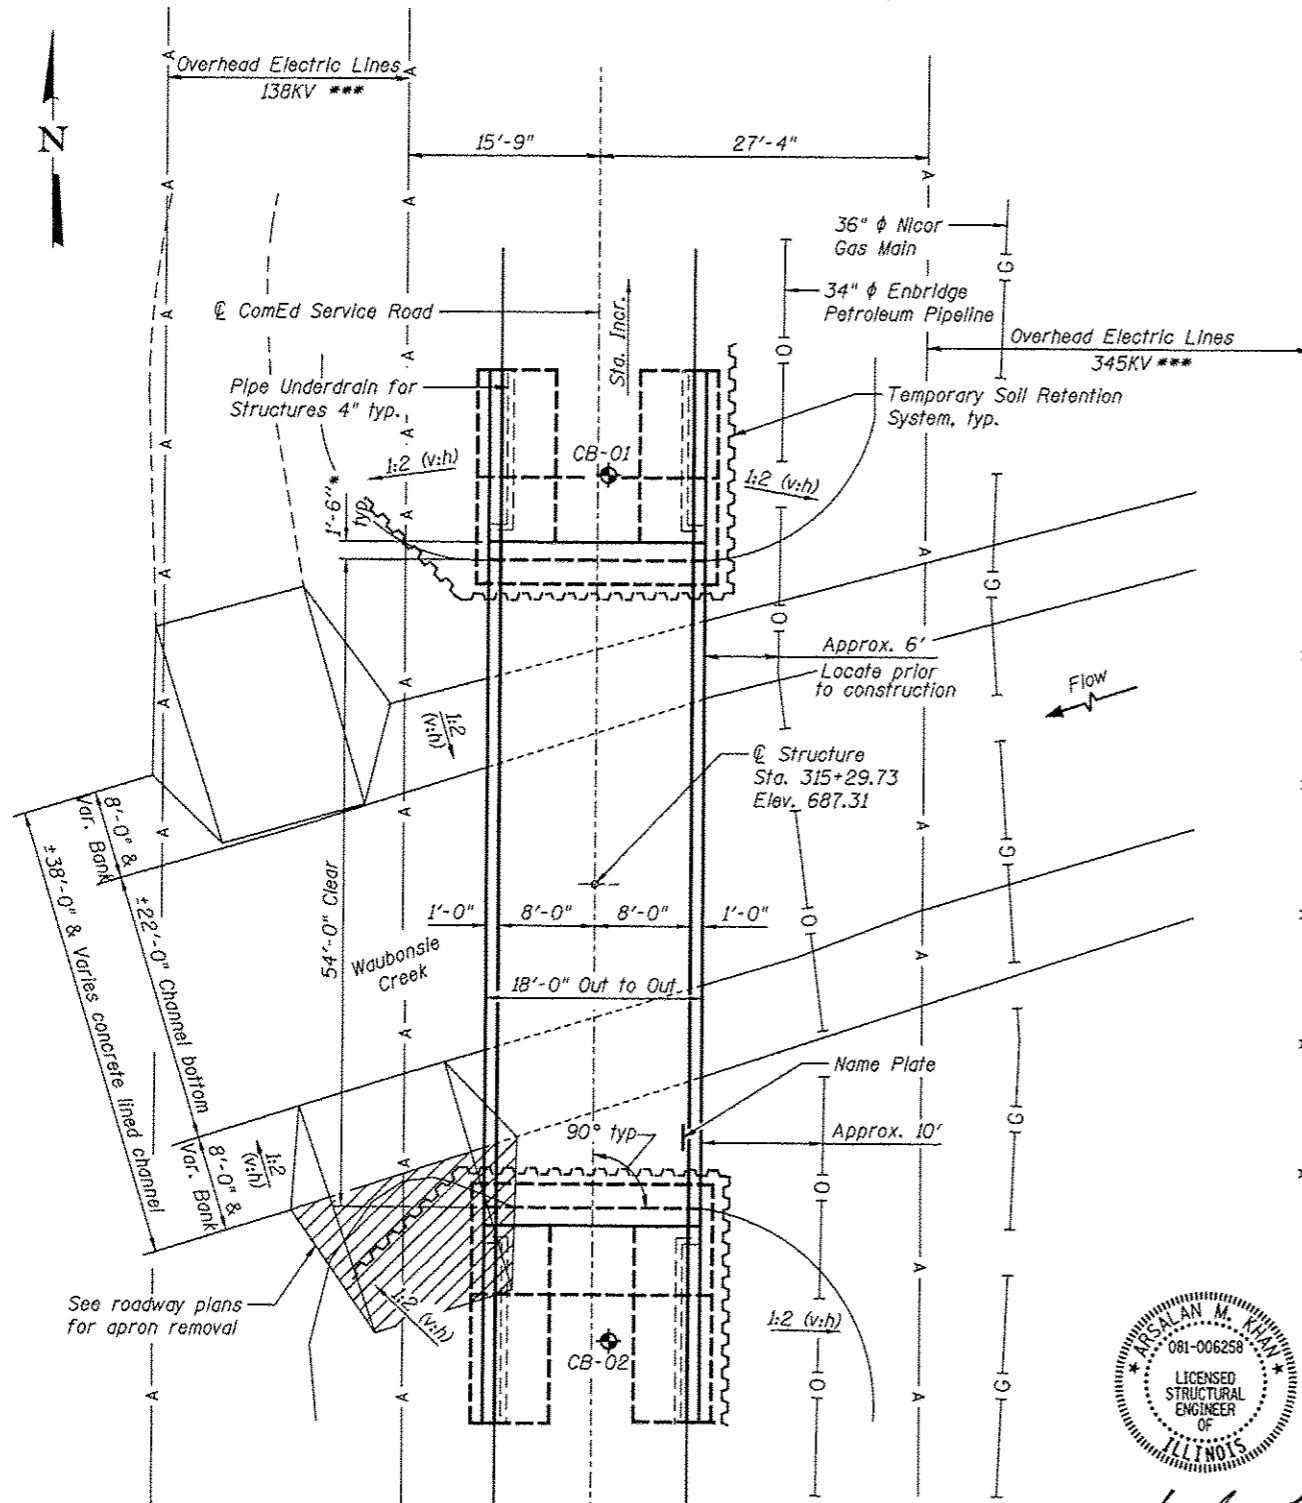 Overhead Electric Lines
138KV ***
N
15'-9"
27'-4"
36" ϕ Nicor
Gas Main
34" ϕ Enbridge
Petroleum Pipeline
℄ ComEd Service Road
Sta. Incr.
Overhead Electric Lines
345KV ***
Pipe Underdrain for
Structures 4" typ.
Temporary Soil Retention
System, typ.
CB-01
1:2 (v:h)
1:2 (v:h)
1'-6"*
typ.
Approx. 6'
Locate prior
to construction
Flow
1:2
(v:h)
℄ Structure
Sta. 315+29.73
Elev. 687.31
8'-0" &
Var. Bank
±38'-0" & Varies concrete lined channel
±22'-0" Channel bottom
54'-0" Clear
1'-0"
8'-0"
8'-0"
1'-0"
Waubonsie
Creek
18'-0" Out to Out
Name Plate
90° typ
Approx. 10'
1:2
(v:h)
8'-0" &
Var. Bank
See roadway plans
for apron removal
1:2 (v:h)
1:2 (v:h)
CB-02
ARSALAN M. KHAN
081-006258
LICENSED
STRUCTURAL
ENGINEER
OF
ILLINOIS